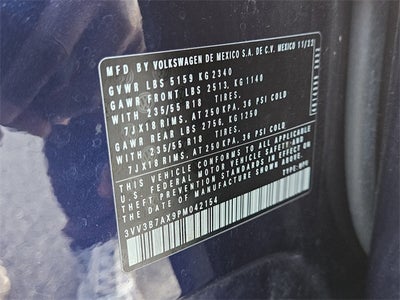 MFD BY VOLKSWAGEN DE MEXICO S.A. DE C.V. MEXICO 11/22
GVWR LBS 5159 KG 2340
GAWR FRONT LBS 2513, KG 1140
WITH 235/55 R18 TIRES,
7JX18 RIMS, AT 250 KPA, 36 PSI COLD
GAWR REAR LBS 2756, KG 1250
WITH 235/55 R18 TIRES,
7JX18 RIMS, AT 250 KPA, 36 PSI COLD
THIS VEHICLE CONFORMS TO ALL APPLICABLE
U.S. FEDERAL MOTOR VEHICLE SAFETY AND
THEFT PREVENTION STANDARDS IN EFFECT ON THE
DATE OF MANUFACTURE SHOWN ABOVE.
3VV3B7AX9PM042154 TYPE: MPV